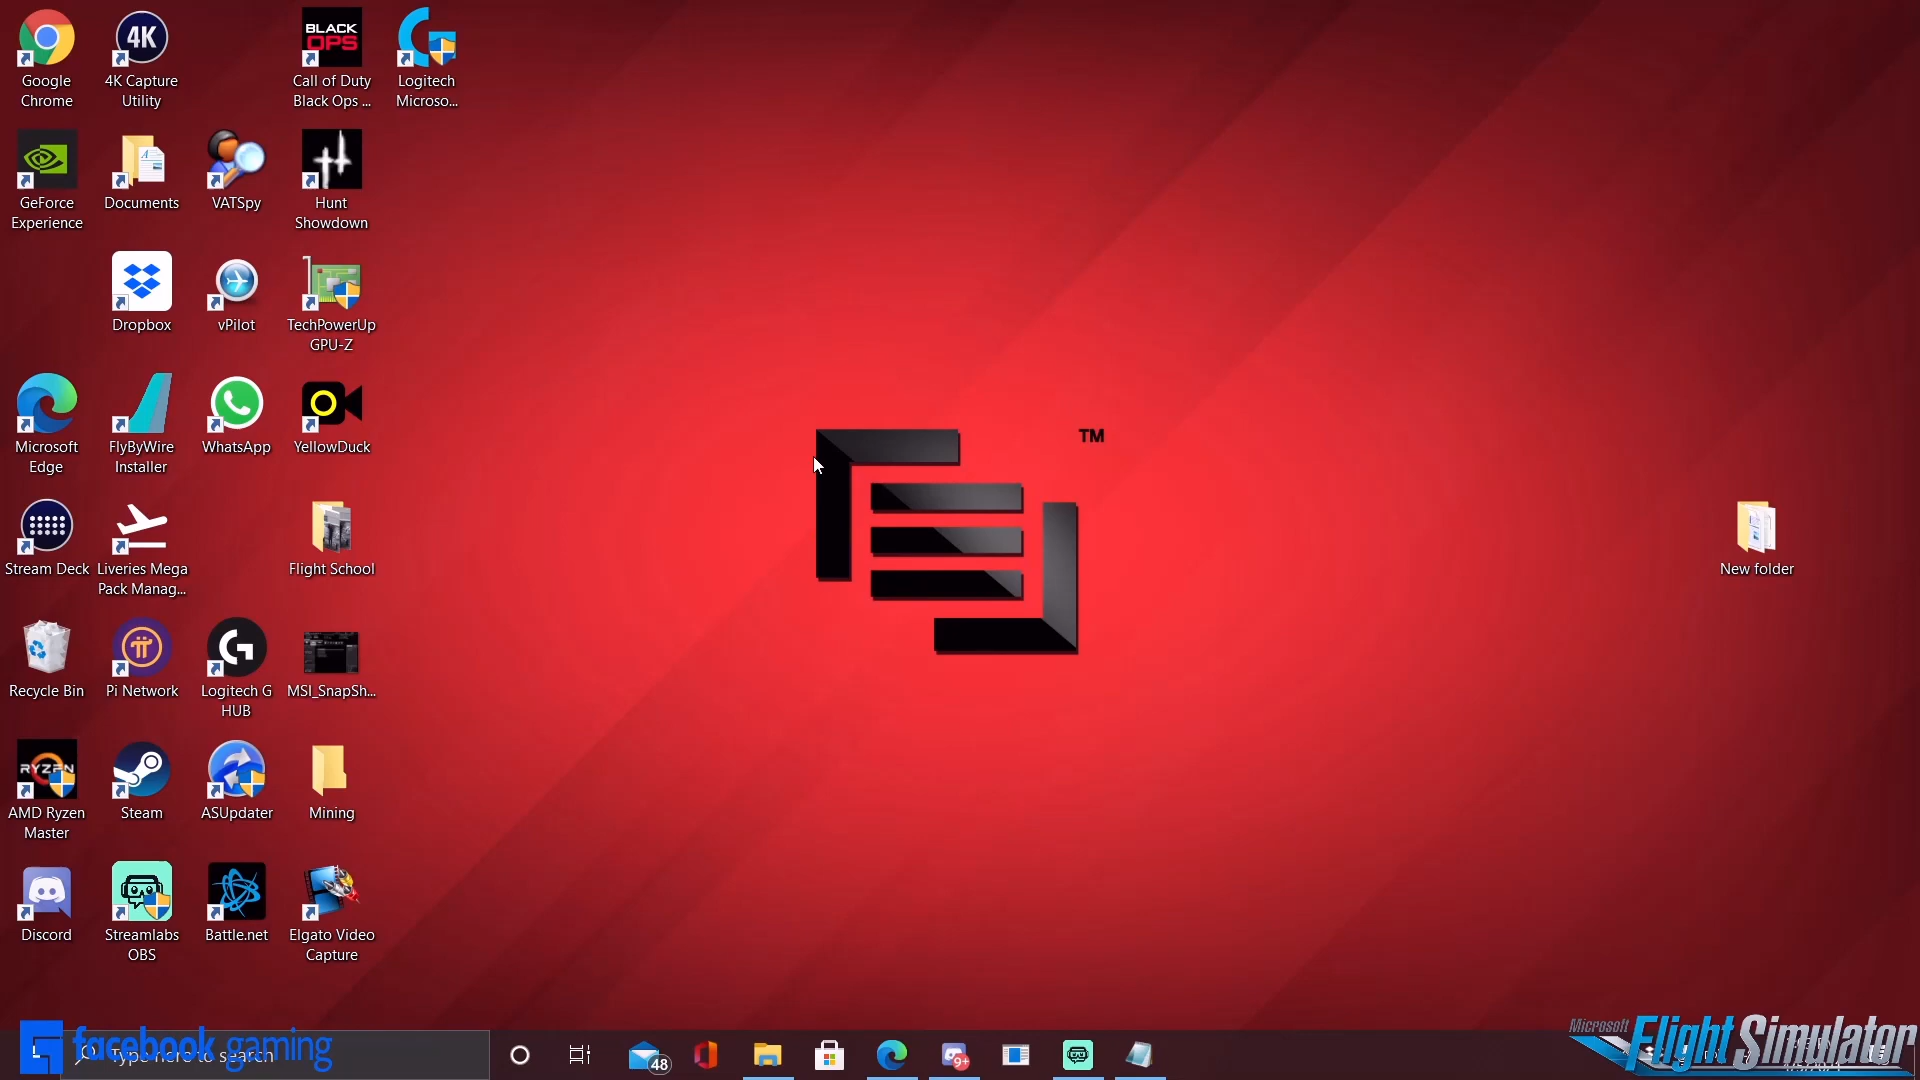 Google
Chrome
4K
4K Capture
Utility
BLACK
OPS
Call of Duty
Black Ops ...
Logitech
Microso...
GeForce
Experience
Documents
VATSpy
Hunt
Showdown
Dropbox
vPilot
TechPowerUp
GPU-Z
Microsoft
Edge
FlyByWire
Installer
WhatsApp
YellowDuck
TM
Stream Deck
Liveries Mega
Pack Manag...
Flight School
New folder
Recycle Bin
Pi Network
Logitech G
HUB
MSI_SnapSh...
RYZEN
AMD Ryzen
Master
Steam
ASUpdater
Mining
Discord
Streamlabs
OBS
Battle.net
Elgato Video
Capture
facebook gaming
Type here to search
48
9+
Microsoft
Flight Simulator